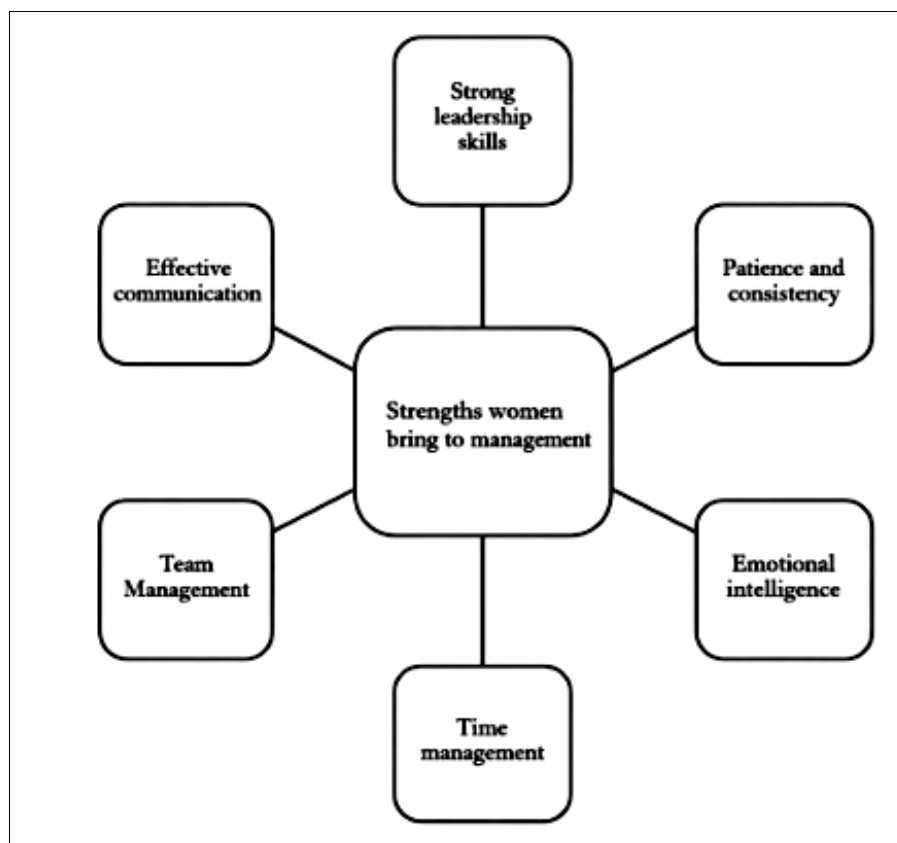 Strong
leadership
skills
Effective
communication
Patience and
consistency
Strengths women
bring to management
Team
Management
Emotional
intelligence
Time
management